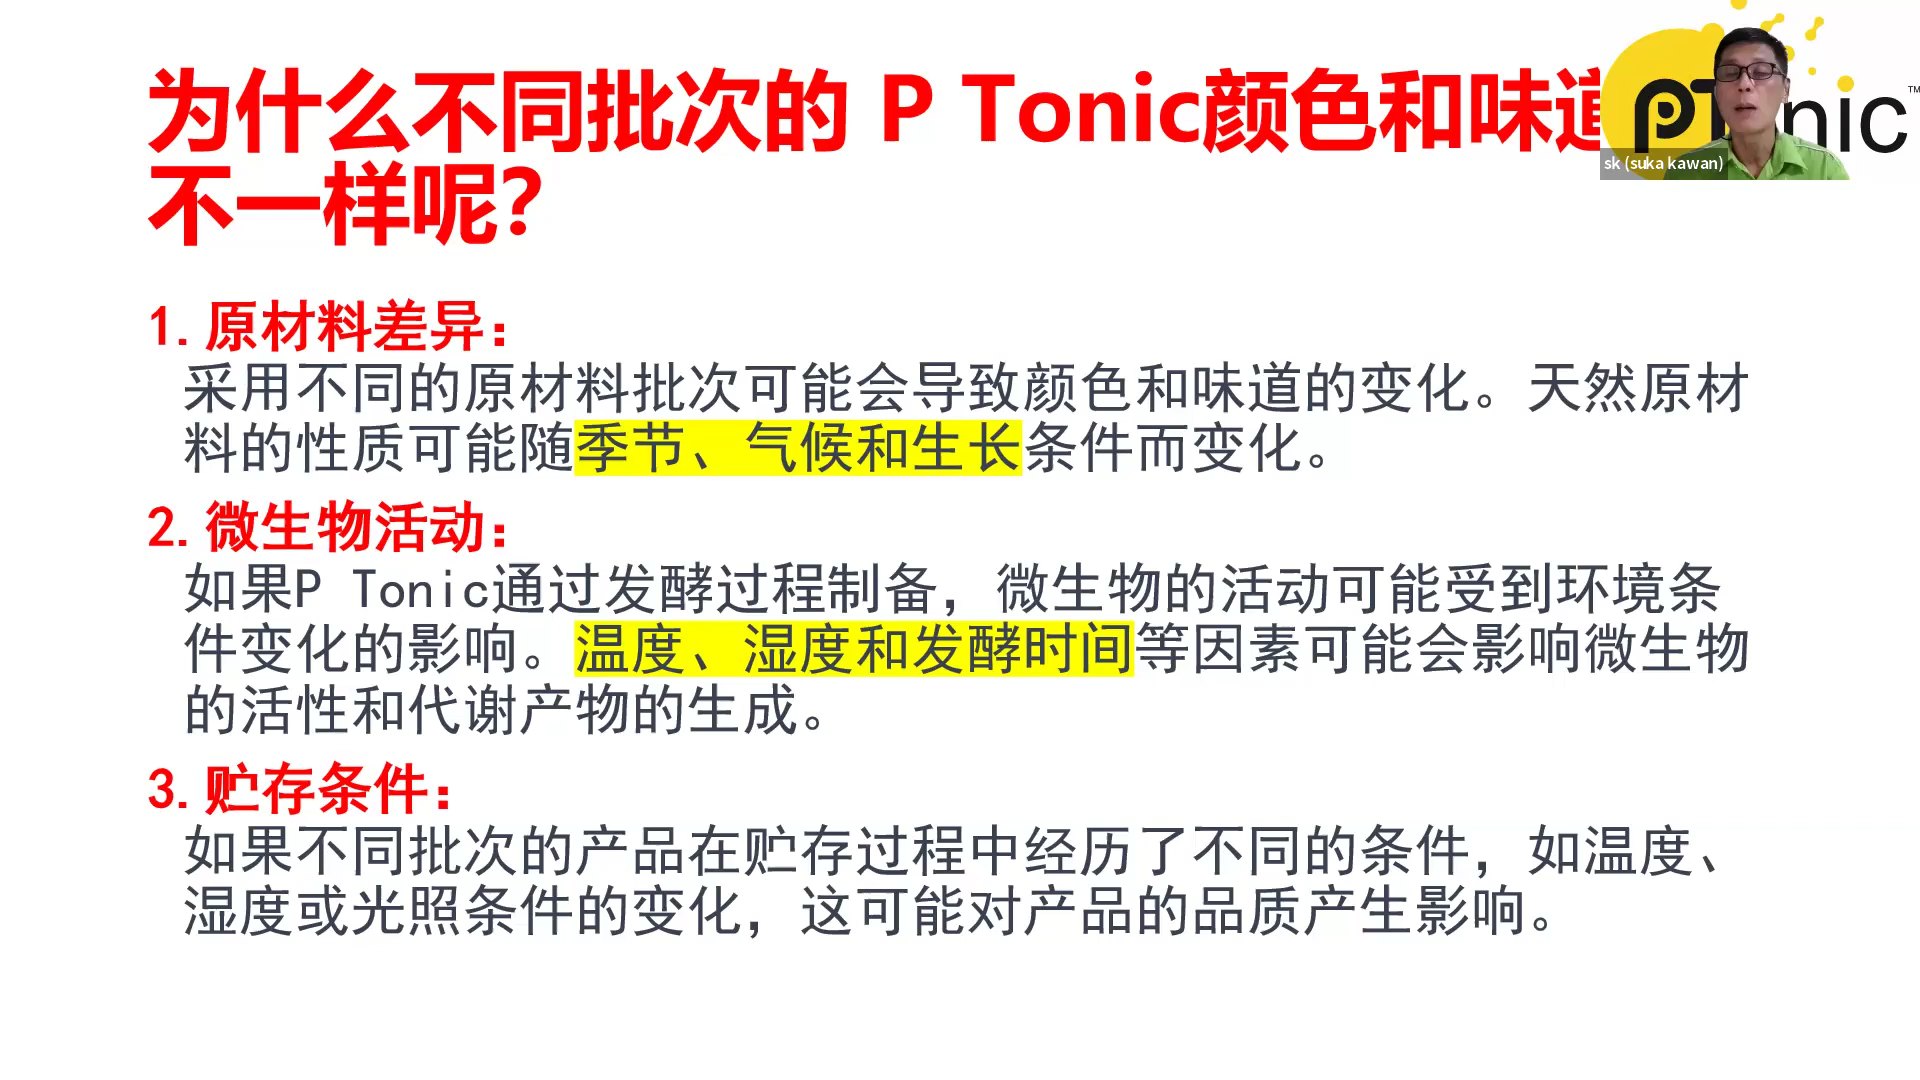 为什么不同批次的 P Tonic颜色和味道
不一样呢?
PT nic™
sk (suka kawan)
1. 原材料差异：
采用不同的原材料批次可能会导致颜色和味道的变化。天然原材
料的性质可能随季节、气候和生长条件而变化。
2. 微生物活动：
如果P Tonic通过发酵过程制备，微生物的活动可能受到环境条
件变化的影响。温度、湿度和发酵时间等因素可能会影响微生物
的活性和代谢产物的生成。
3. 贮存条件：
如果不同批次的产品在贮存过程中经历了不同的条件，如温度、
湿度或光照条件的变化，这可能对产品的品质产生影响。